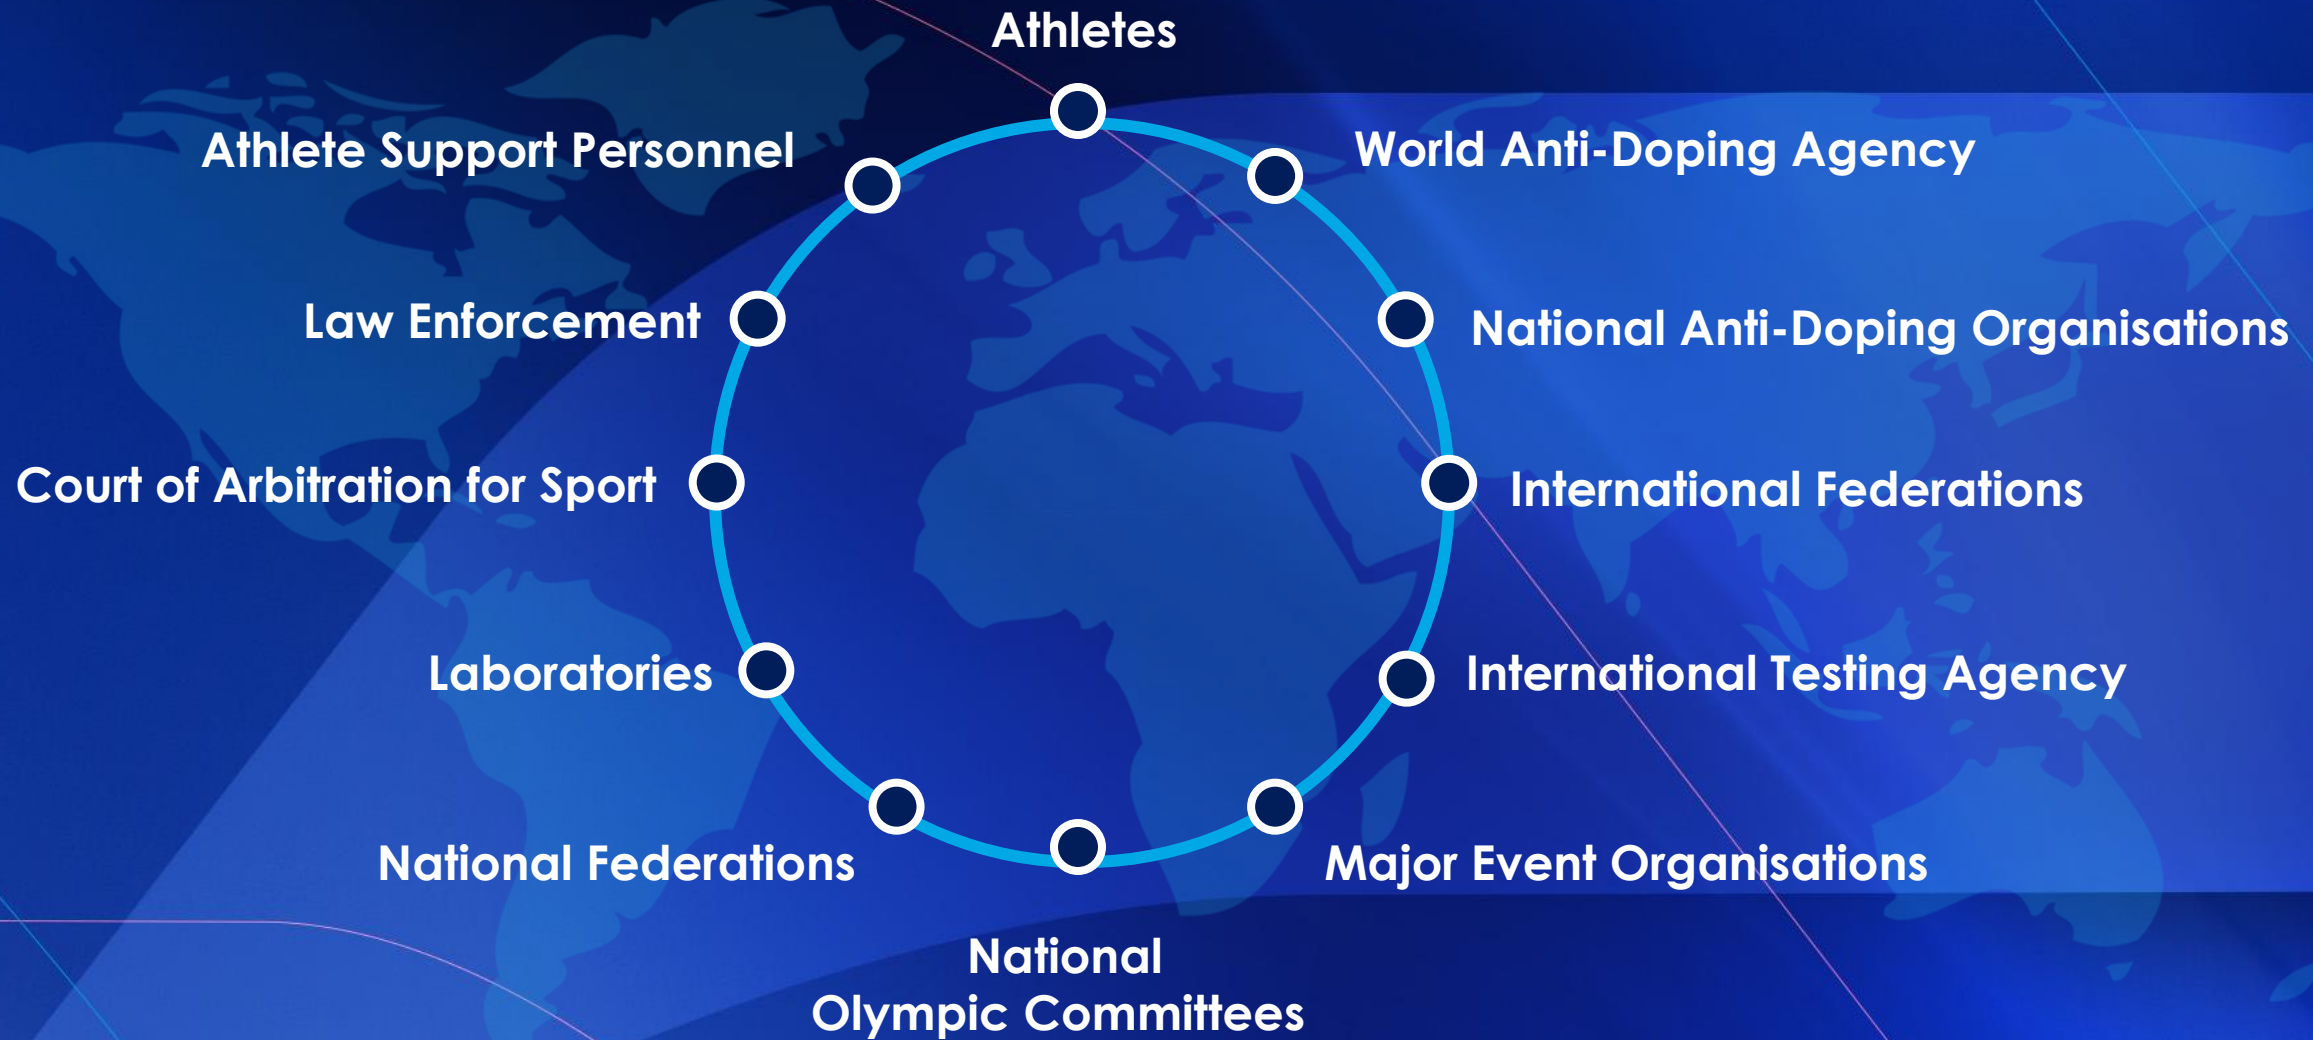 Athletes
World Anti-Doping Agency
National Anti-Doping Organisations
International Federations
International Testing Agency
Major Event Organisations
National
Olympic Committees
National Federations
Laboratories
Court of Arbitration for Sport
Law Enforcement
Athlete Support Personnel